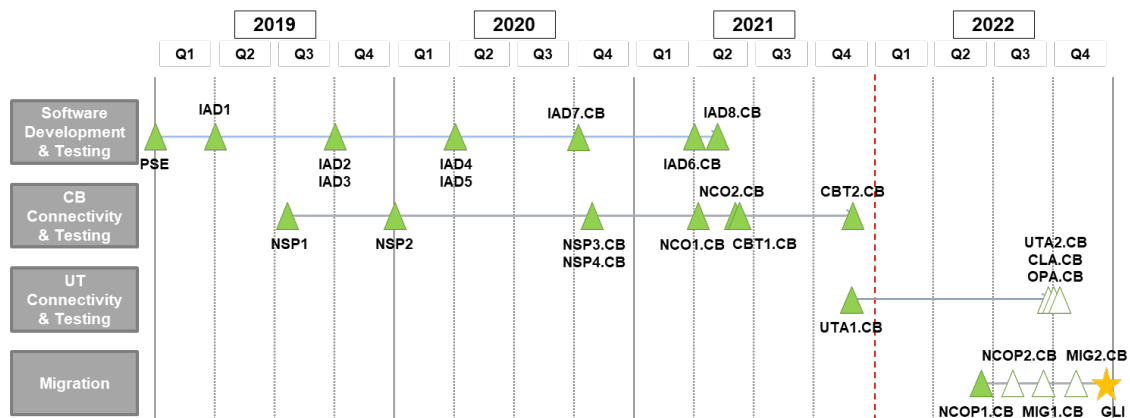 2019
2020
2021
2022
Q1
Q2
Q3
Q4
Q1
Q2
Q3
Q4
Q1
Q2
Q3
Q4
Q1
Q2
Q3
Q4
Software
Development
& Testing
IAD1
IAD7.CB
IAD8.CB
PSE
IAD2
IAD3
IAD4
IAD5
IAD6.CB
CB
Connectivity
& Testing
NCO2.CB
CBT2.CB
NSP1
NSP2
NSP3.CB
NSP4.CB
NCO1.CB
CBT1.CB
UT
Connectivity
& Testing
UTA2.CB
CLA.CB
OPA.CB
UTA1.CB
Migration
NCOP2.CB
MIG2.CB
NCOP1.CB
MIG1.CB
GLI